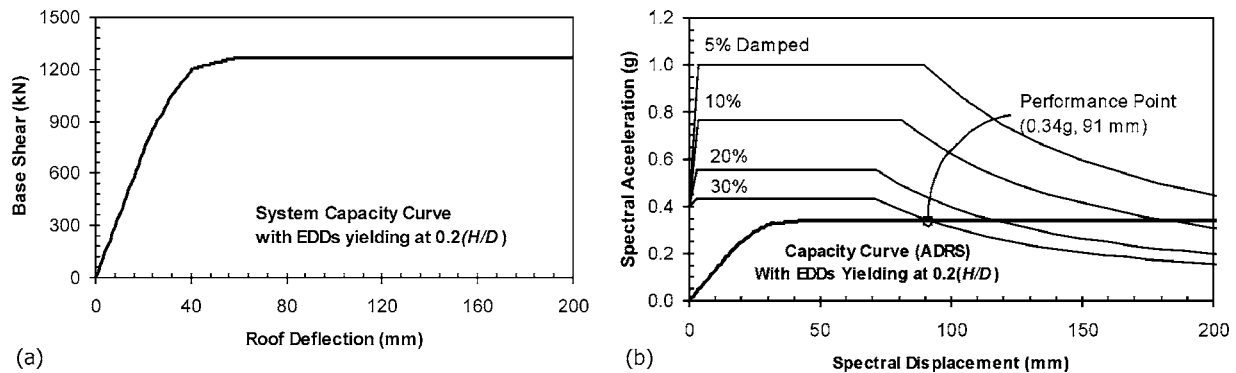 1500
1200
900
600
300
0
Base Shear (kN)
System Capacity Curve
with EDDs yielding at 0.2(H/D)
0 40 80 120 160 200
Roof Deflection (mm)
(a)
1.2
1.0
0.8
0.6
0.4
0.2
0.0
Spectral Aceeleration (g)
5% Damped
10%
20%
30%
Performance Point
(0.34g, 91 mm)
Capacity Curve (ADRS)
With EDDs Yielding at 0.2(H/D)
0 50 100 150 200
Spectral Displacement (mm)
(b)